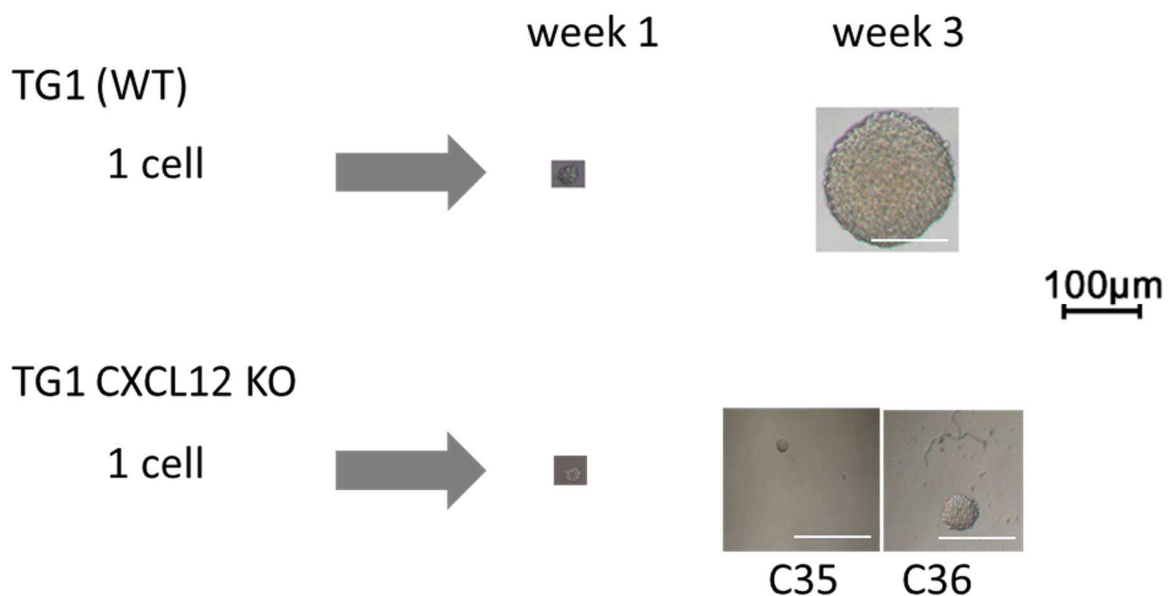 week 1
week 3
TG1 (WT)
1 cell
100µm
TG1 CXCL12 KO
1 cell
C35
C36